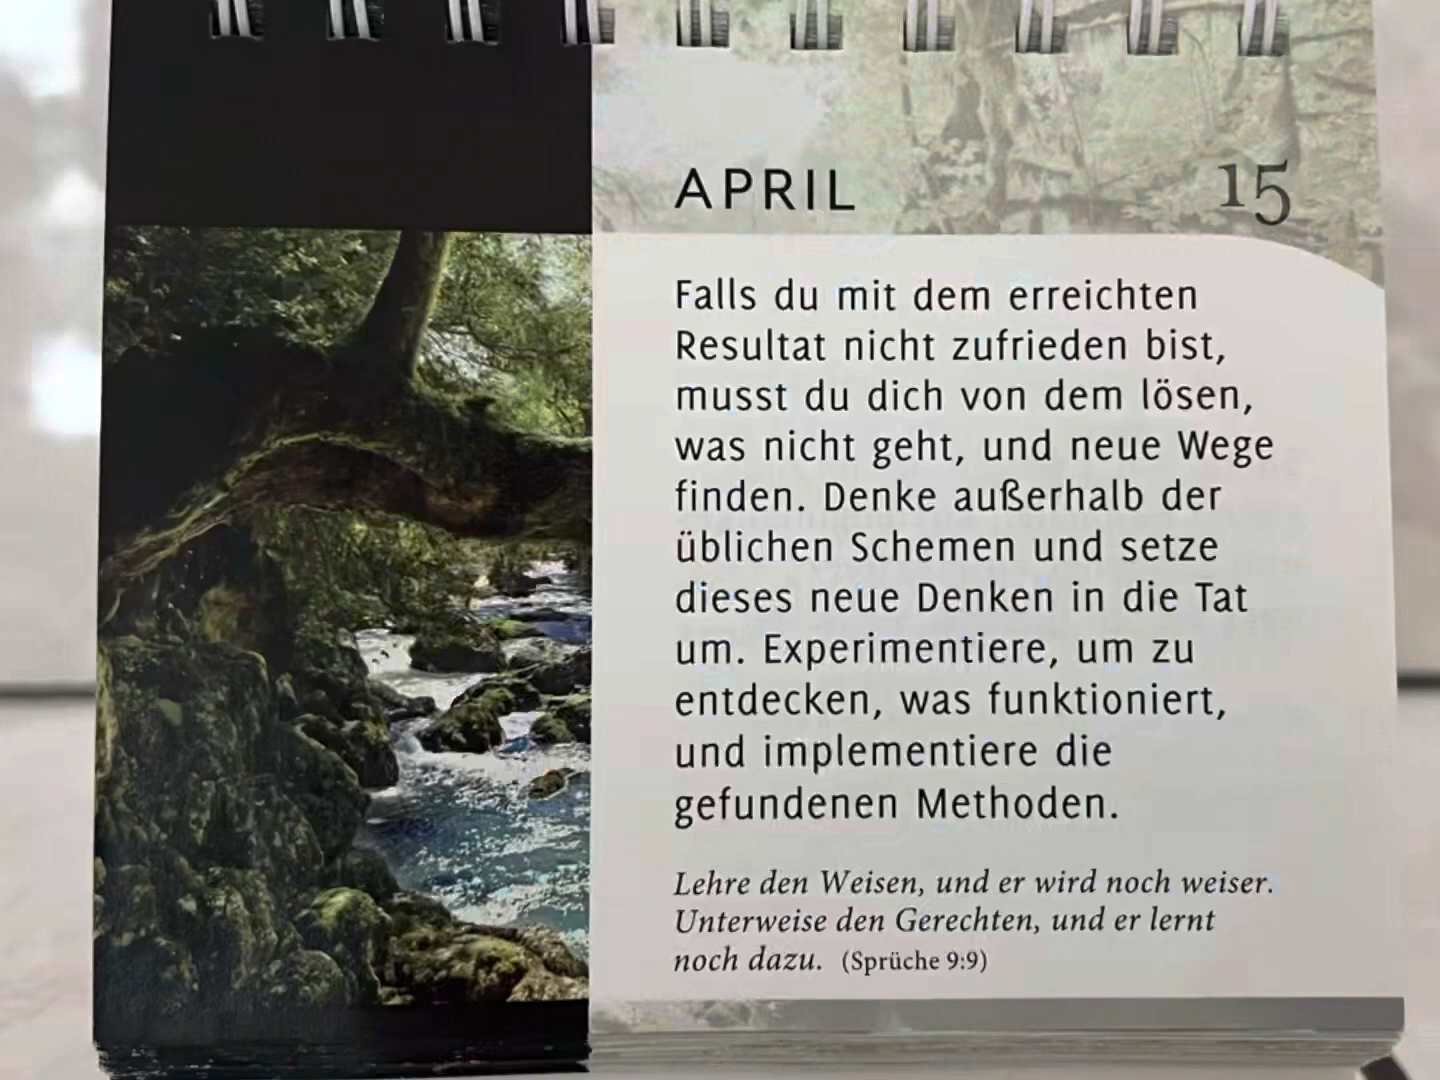 APRIL 15
Falls du mit dem erreichten
Resultat nicht zufrieden bist,
musst du dich von dem lösen,
was nicht geht, und neue Wege
finden. Denke außerhalb der
üblichen Schemen und setze
dieses neue Denken in die Tat
um. Experimentiere, um zu
entdecken, was funktioniert,
und implementiere die
gefundenen Methoden.
Lehre den Weisen, und er wird noch weiser.
Unterweise den Gerechten, und er lernt
noch dazu. (Sprüche 9:9)